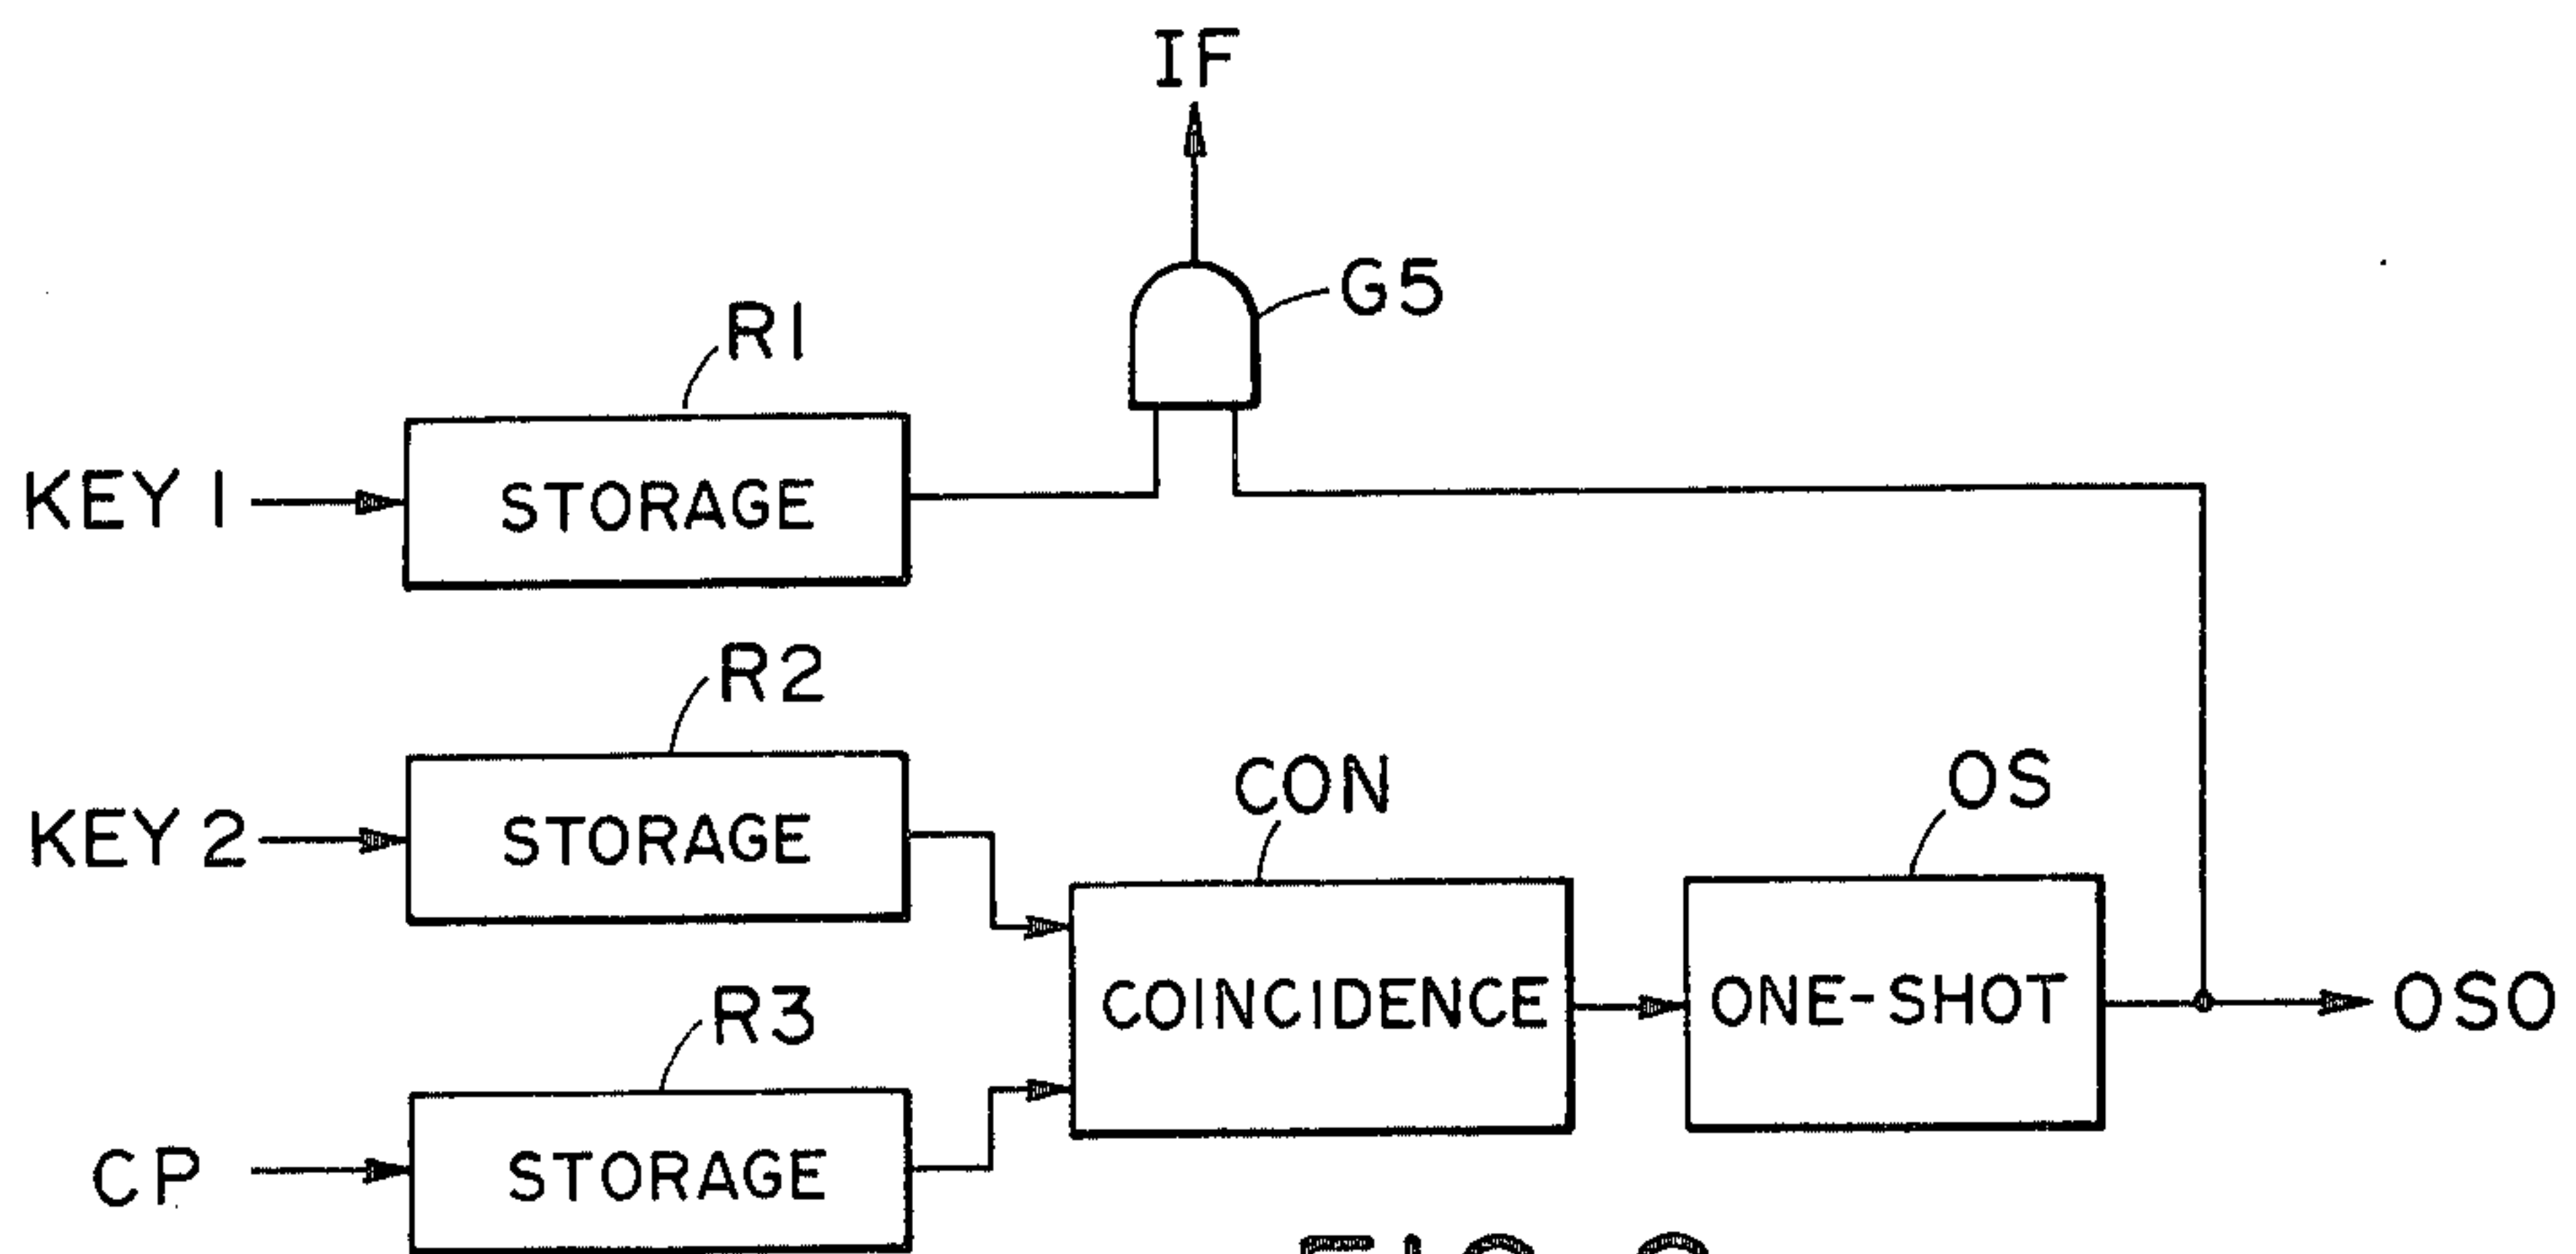 IF
G5
R1
KEY 1
STORAGE
R2
KEY 2
STORAGE
CON
OS
COINCIDENCE
ONE-SHOT
OSO
R3
CP
STORAGE